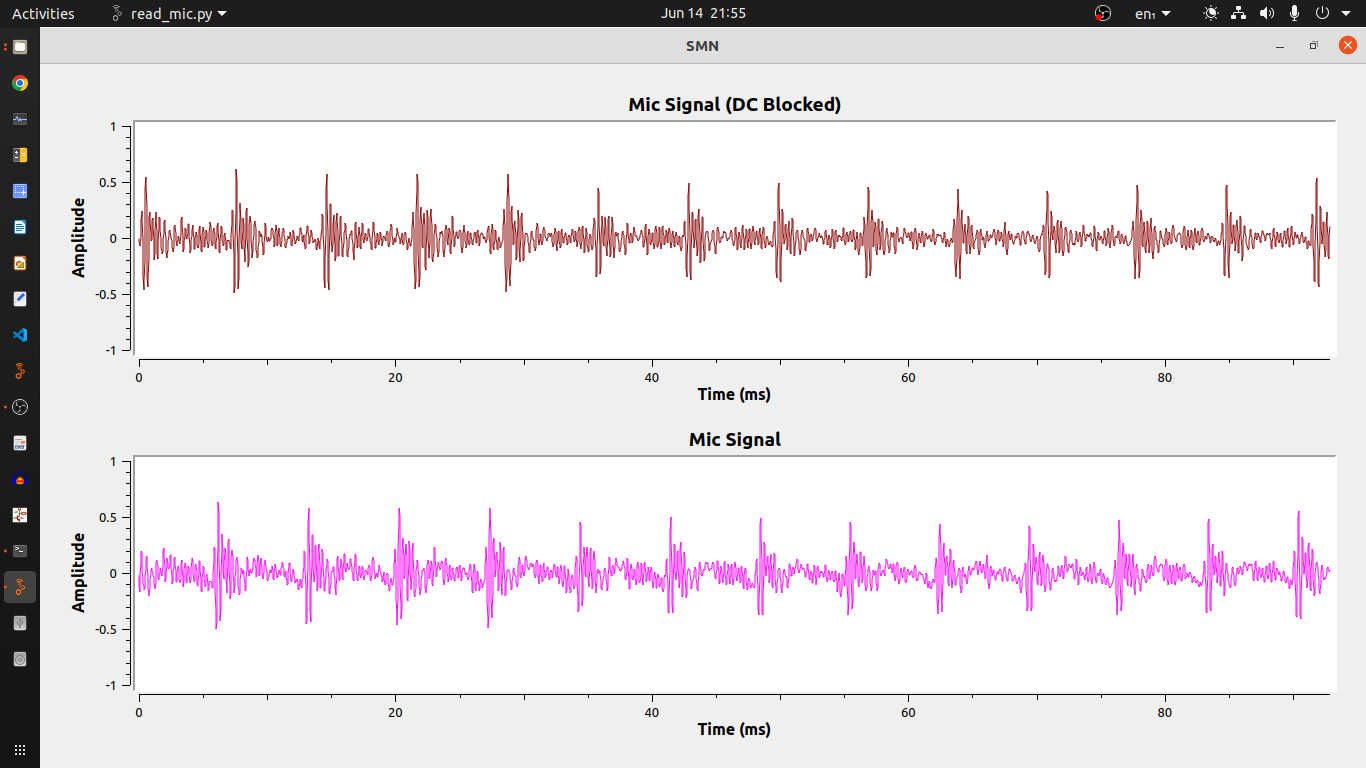 Activities read_mic.py Jun 14 21:55 en₁
SMN
Mic Signal (DC Blocked)
1
0.5
0
-0.5
-1
Amplitude
0 20 40 60 80
Time (ms)
Mic Signal
1
0.5
0
-0.5
-1
Amplitude
0 20 40 60 80
Time (ms)